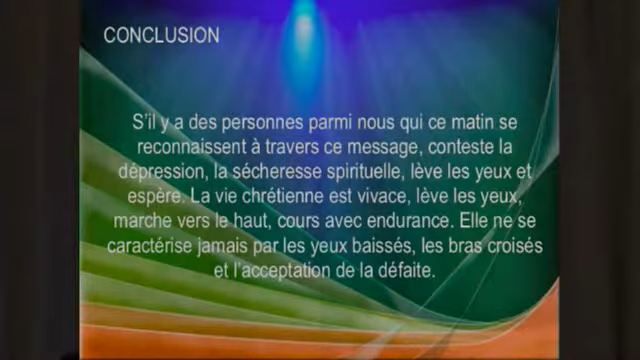 CONCLUSION
S'il y a des personnes parmi nous qui ce matin se
reconnaissent à travers ce message, conteste la
dépression, la sécheresse spirituelle, lève les yeux et
espère. La vie chrétienne est vivace, lève les yeux,
marche vers le haut, cours avec endurance. Elle ne se
caractérise jamais par les yeux baissés, les bras croisés
et l'acceptation de la défaite.